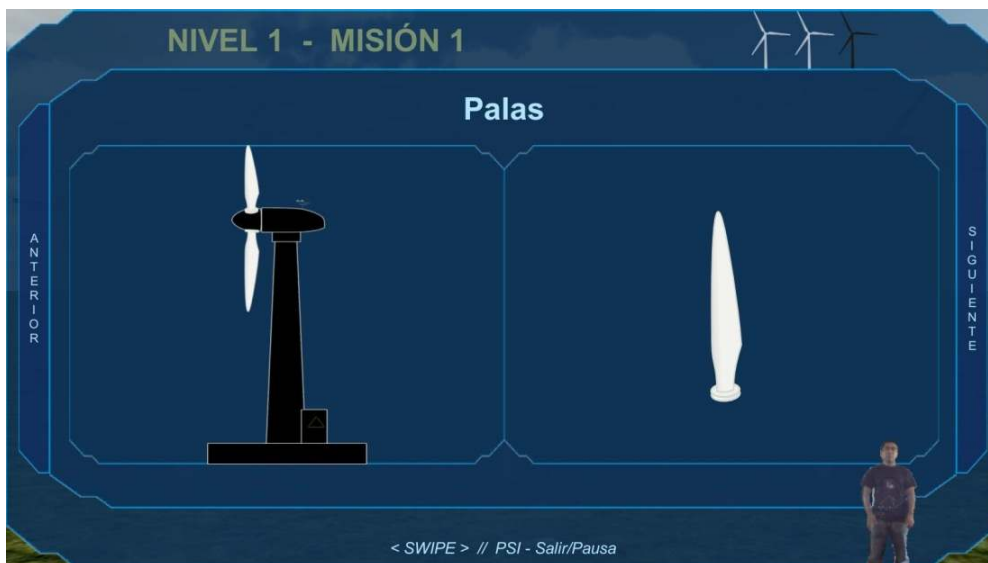 NIVEL 1 - MISIÓN 1
Palas
ANTERIOR
SIGUIENTE
< SWIPE > // PSI - Salir/Pausa